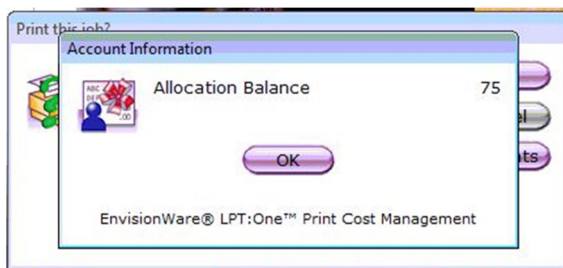 Print this job?
Account Information
Allocation Balance 75
OK
EnvisionWare® LPT:One™ Print Cost Management